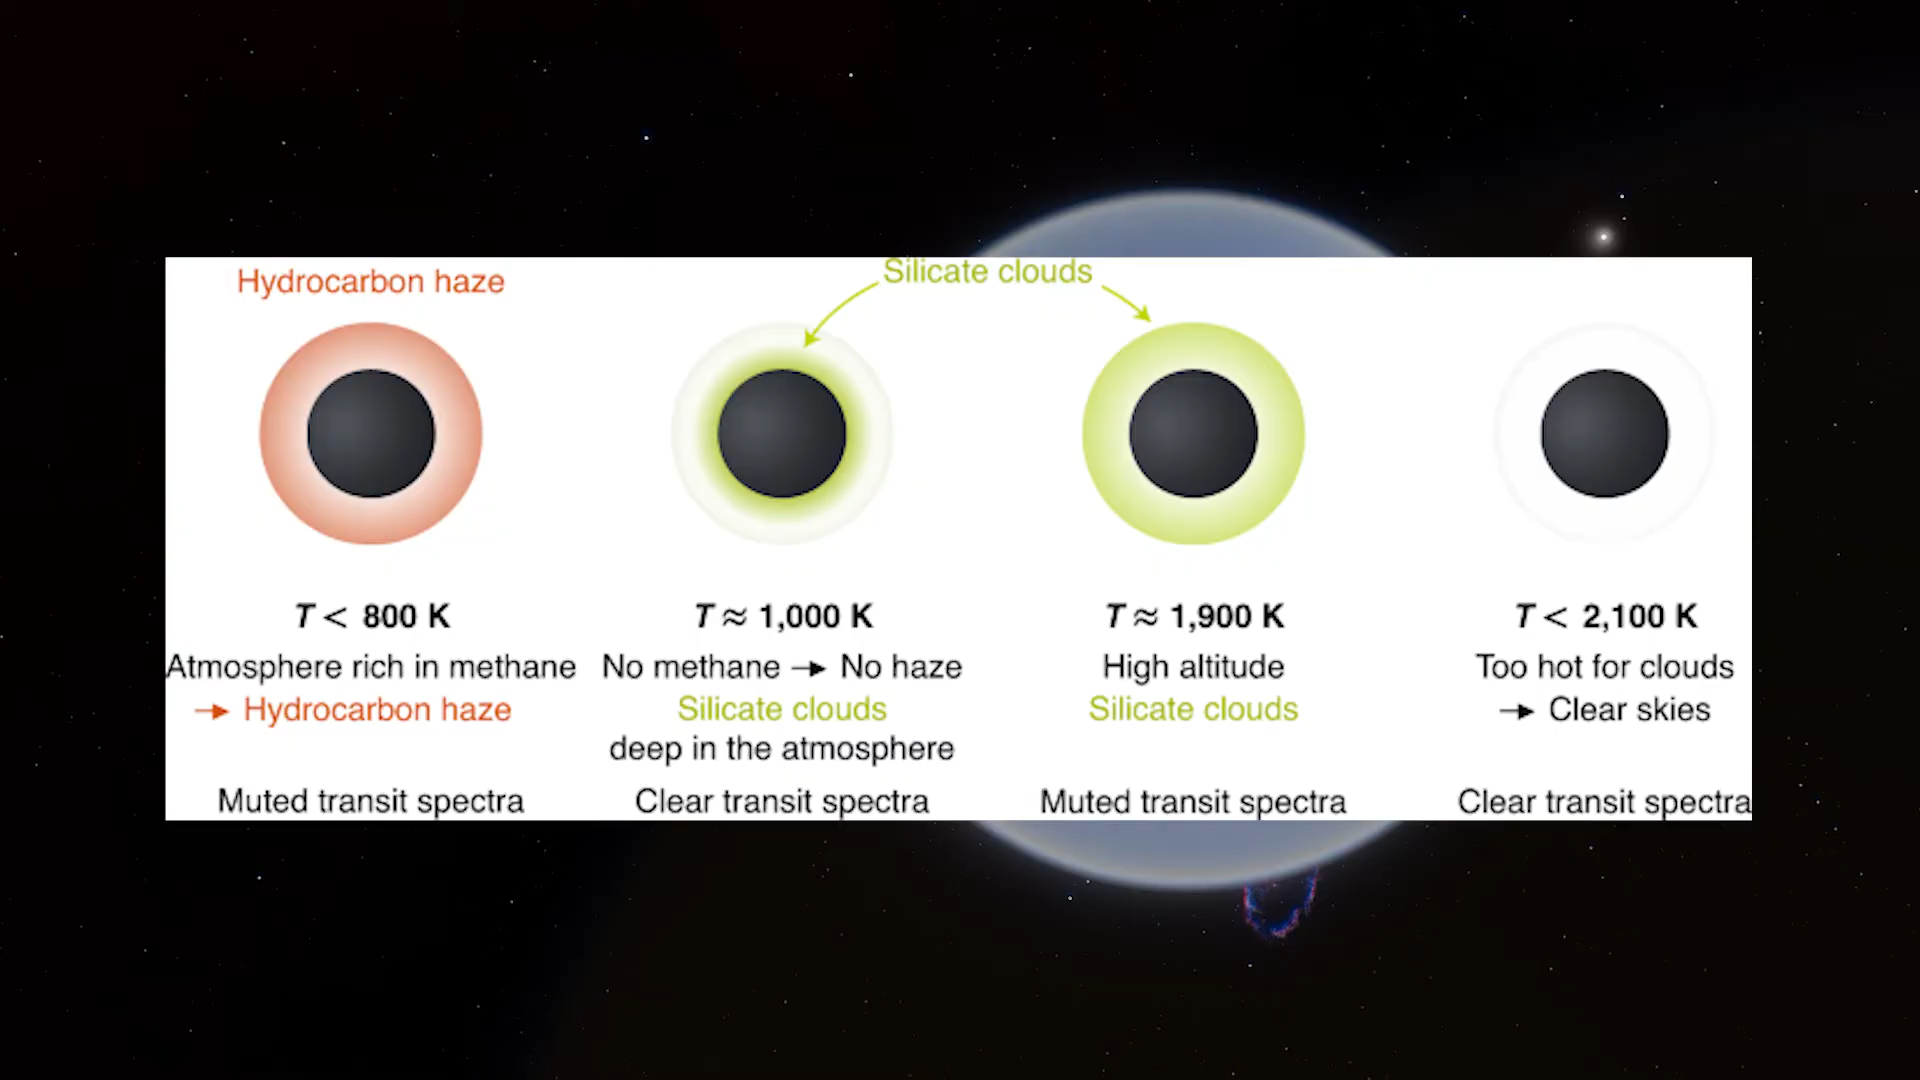 Hydrocarbon haze
Silicate clouds
T < 800 K
Atmosphere rich in methane
→ Hydrocarbon haze
Muted transit spectra
T ≈ 1,000 K
No methane → No haze
Silicate clouds
deep in the atmosphere
Clear transit spectra
T ≈ 1,900 K
High altitude
Silicate clouds
Muted transit spectra
T < 2,100 K
Too hot for clouds
→ Clear skies
Clear transit spectra